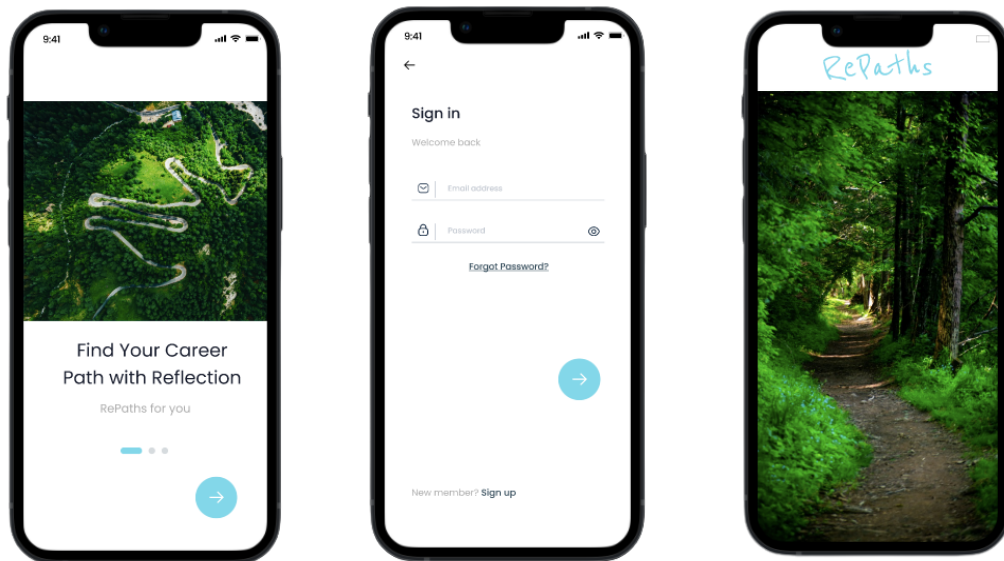 9:41
Find Your Career
Path with Reflection
RePaths for you
9:41
Sign in
Welcome back
Email address
Password
Forgot Password?
New member? Sign up
RePaths